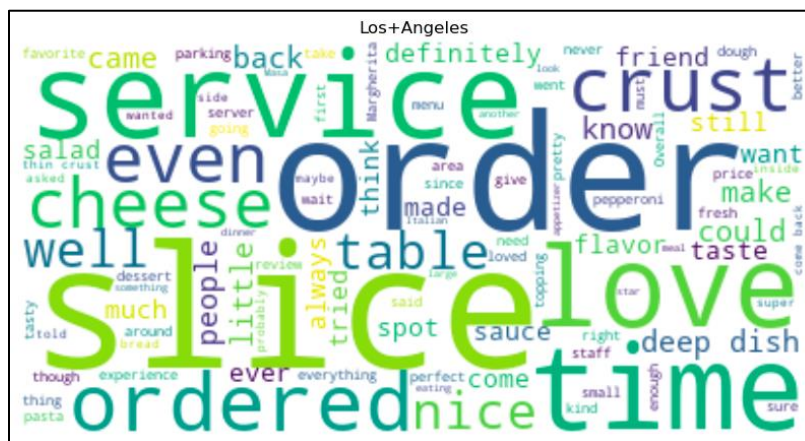 Los+Angeles
favorite came parking back take definitely never friend dough
service crust
wanted side server Masa going first Margherita menu look went another must better
salad even order know Overall still
thin crust asked think area since give pretty want price inside
cheese maybe wait made Italian pepperoni appetizer fresh make
well dinner table loved need flavor taste could come back
slice love
dessert something people little review always tried large topping meal star super
tasty much told around bread probably said spot sauce right deep dish
though experience ever everything perfect come staff
thing pasta ordered eating nice time small kind enough sure